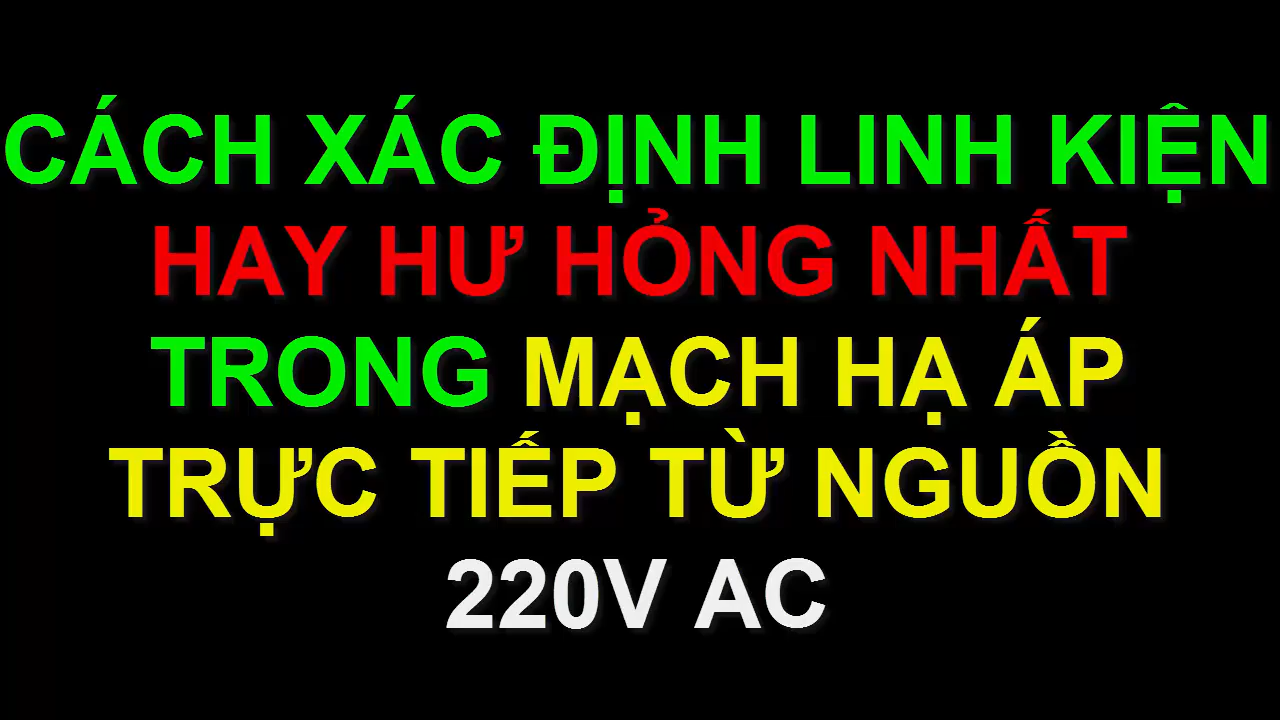 CÁCH XÁC ĐỊNH LINH KIỆN
HAY HƯ HỎNG NHẤT
TRONG MẠCH HẠ ÁP
TRỰC TIẾP TỪ NGUỒN
220V AC